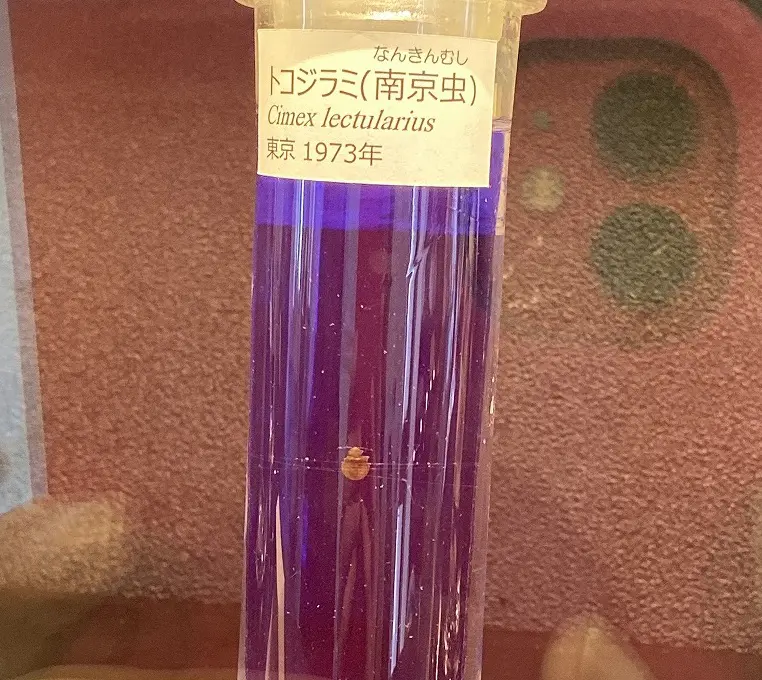 なんきんむし
トコジラミ(南京虫)
Cimex lectularius
東京 1973年